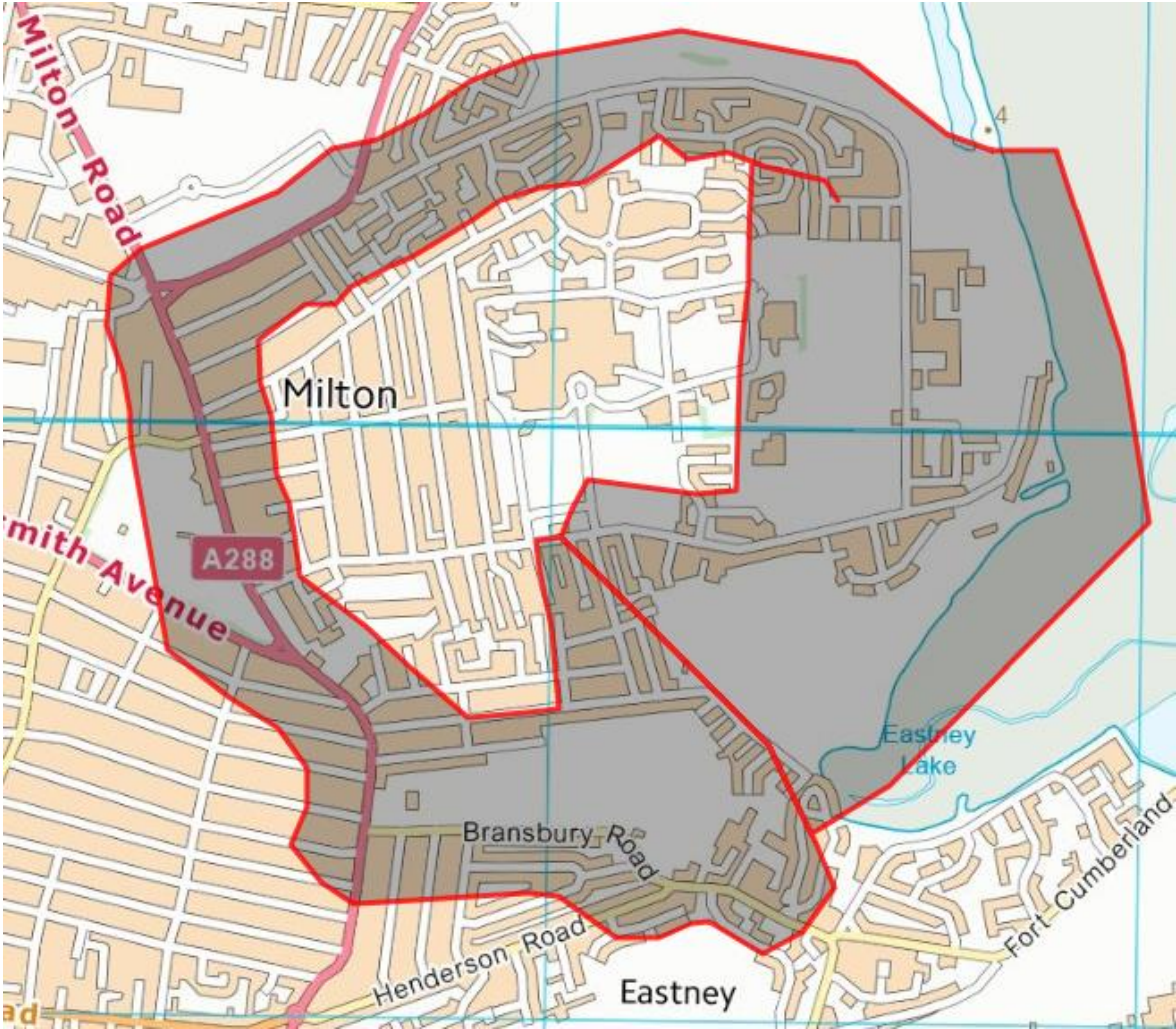 Milton Road
4
Milton
smith Avenue
A288
Eastney
Lake
Bransbury Road
Henderson Road
Fort Cumberland
Eastney
ad